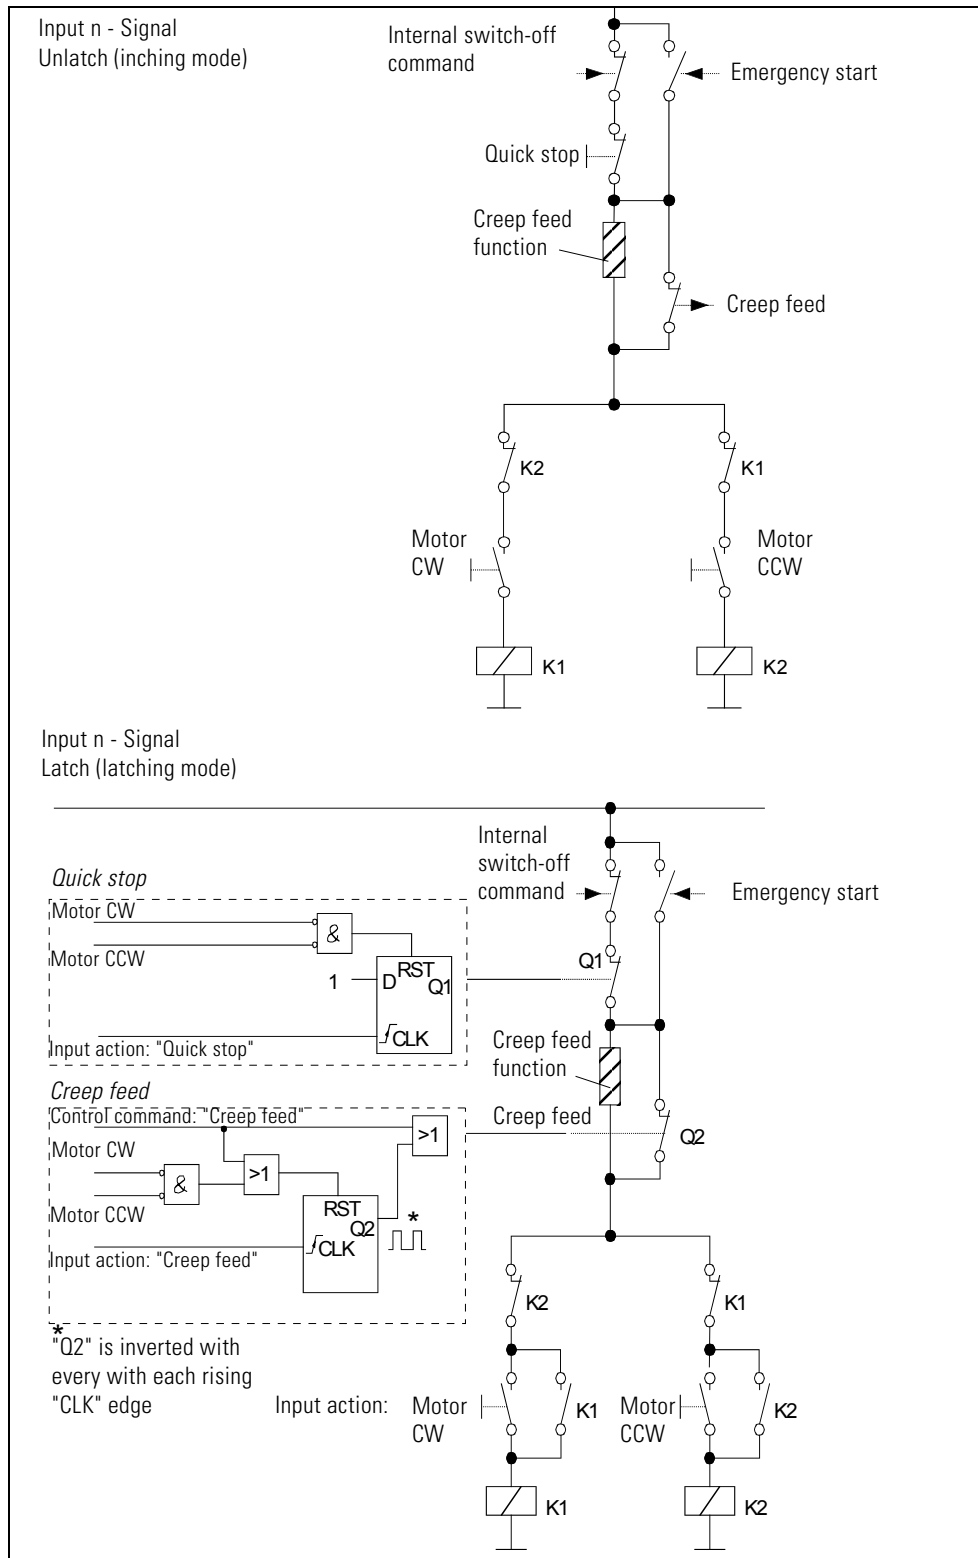 Input n - Signal
Unlatch (inching mode)
Internal switch-off
command
Emergency start
Quick stop
Creep feed
function
Creep feed
K2
K1
Motor
CW
Motor
CCW
K1
K2
Input n - Signal
Latch (latching mode)
Internal
switch-off
command
Emergency start
Quick stop
Motor CW
&
Motor CCW
RST
1
D
Q1
CLK
Input action: "Quick stop"
Q1
Creep feed
function
Creep feed
Control command: "Creep feed"
>1
Creep feed
Q2
Motor CW
&
>1
Motor CCW
RST
Q2
*
CLK
Input action: "Creep feed"
*
"Q2" is inverted with
every with each rising
"CLK" edge
K2
K1
Input action:
Motor
CW
K1
Motor
CCW
K2
K1
K2